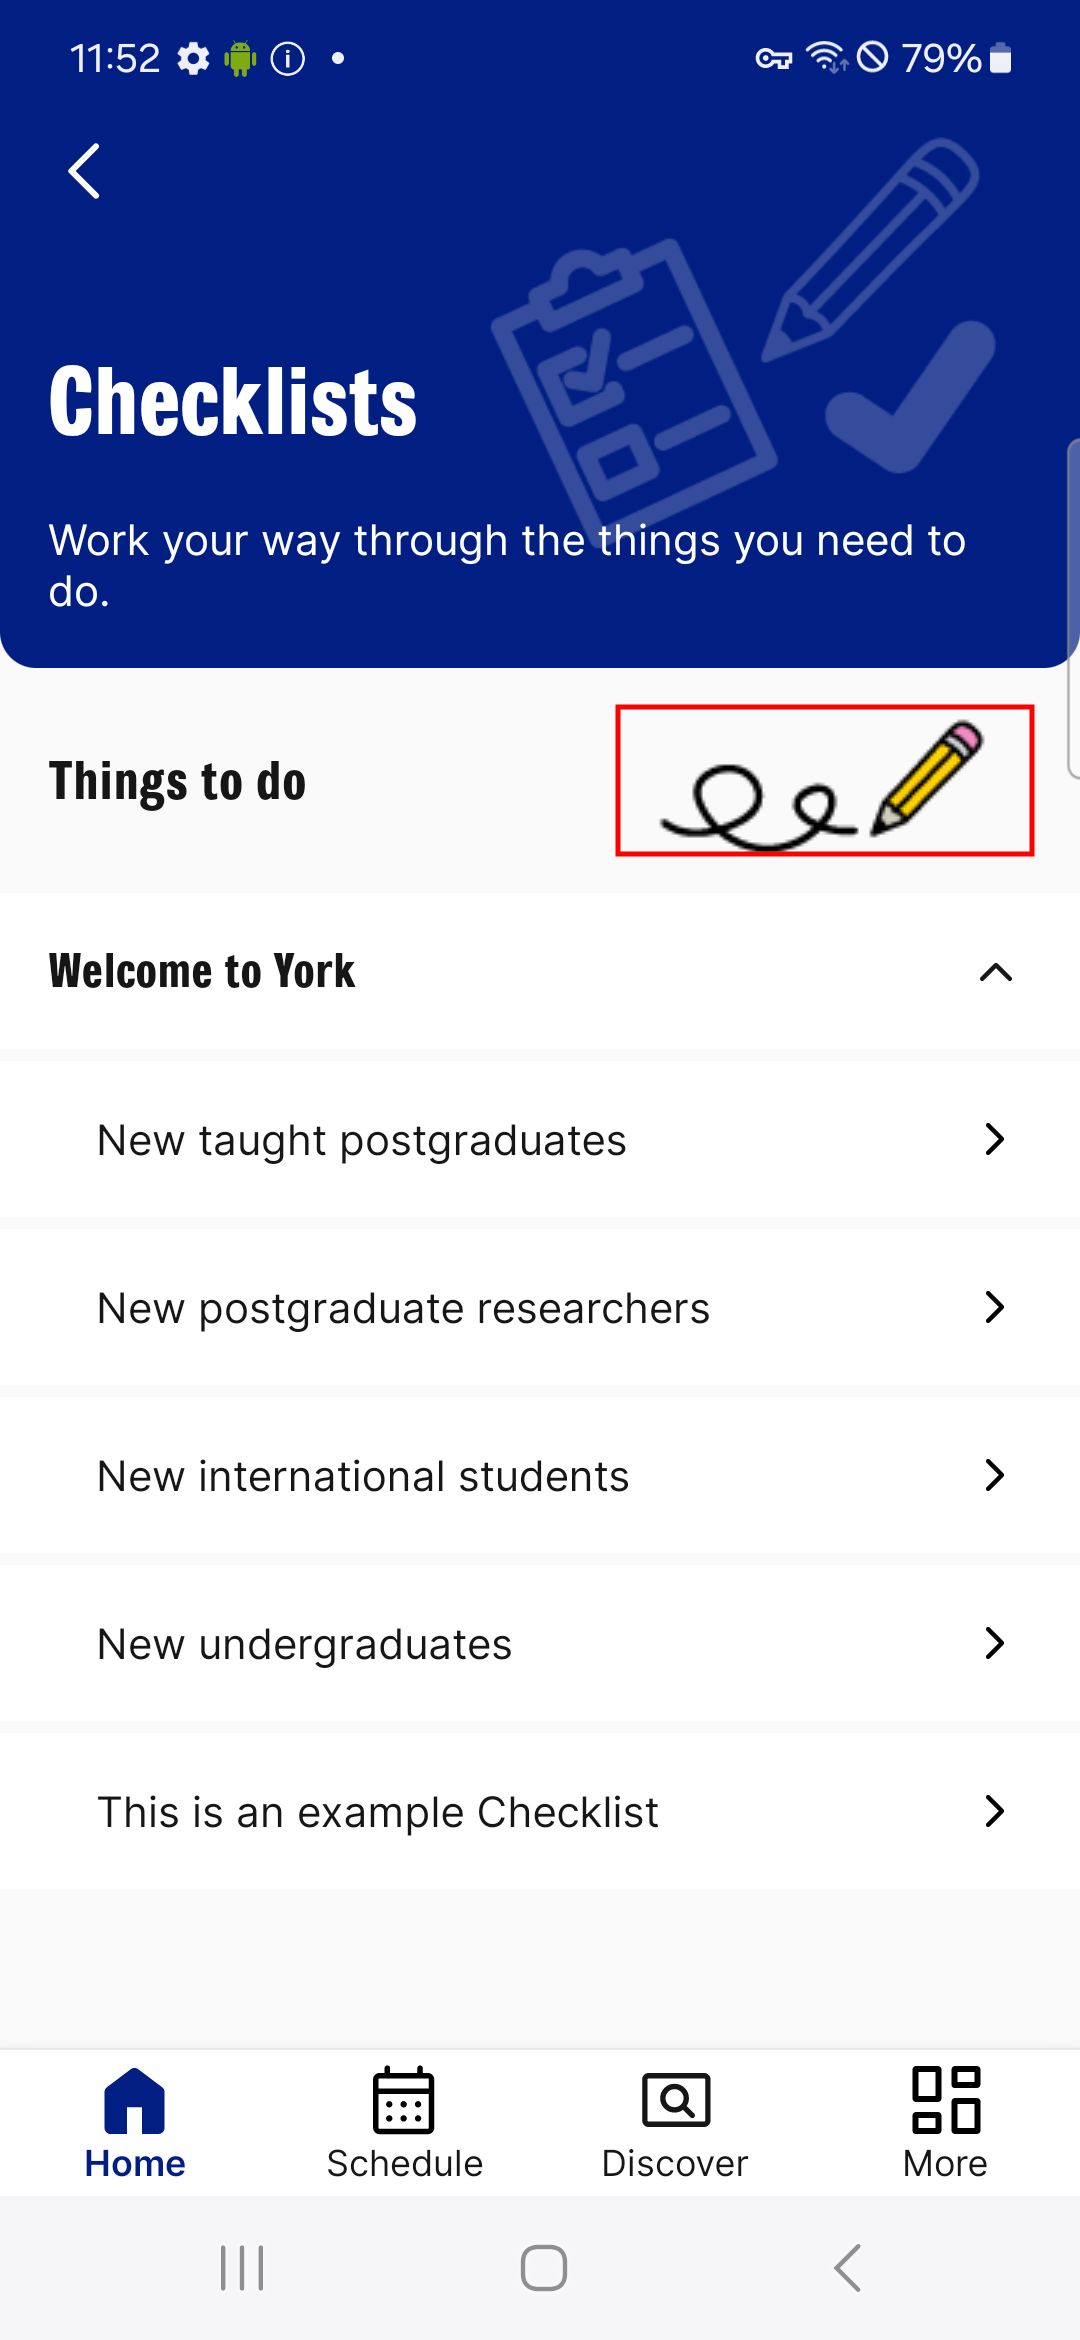 11:52
79%
Checklists
Work your way through the things you need to
do.
Things to do
Welcome to York
New taught postgraduates
New postgraduate researchers
New international students
New undergraduates
This is an example Checklist
Home
Schedule
Discover
More